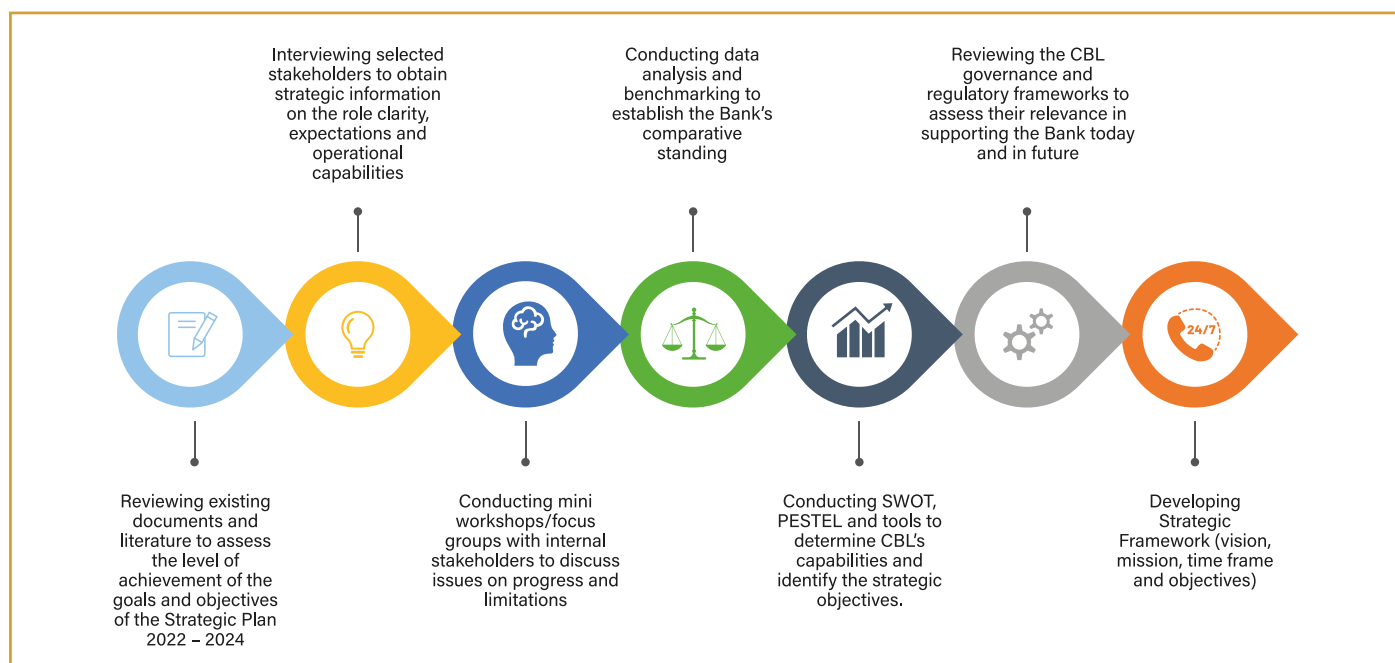 Reviewing existing
documents and
literature to assess
the level of
achievement of the
goals and objectives
of the Strategic Plan
2022 – 2024
Interviewing selected
stakeholders to obtain
strategic information
on the role clarity,
expectations and
operational
capabilities
Conducting mini
workshops/focus
groups with internal
stakeholders to discuss
issues on progress and
limitations
Conducting data
analysis and
benchmarking to
establish the Bank’s
comparative
standing
Conducting SWOT,
PESTEL and tools to
determine CBL’s
capabilities and
identify the strategic
objectives.
Reviewing the CBL
governance and
regulatory frameworks to
assess their relevance in
supporting the Bank today
and in future
24/7
Developing
Strategic
Framework (vision,
mission, time frame
and objectives)